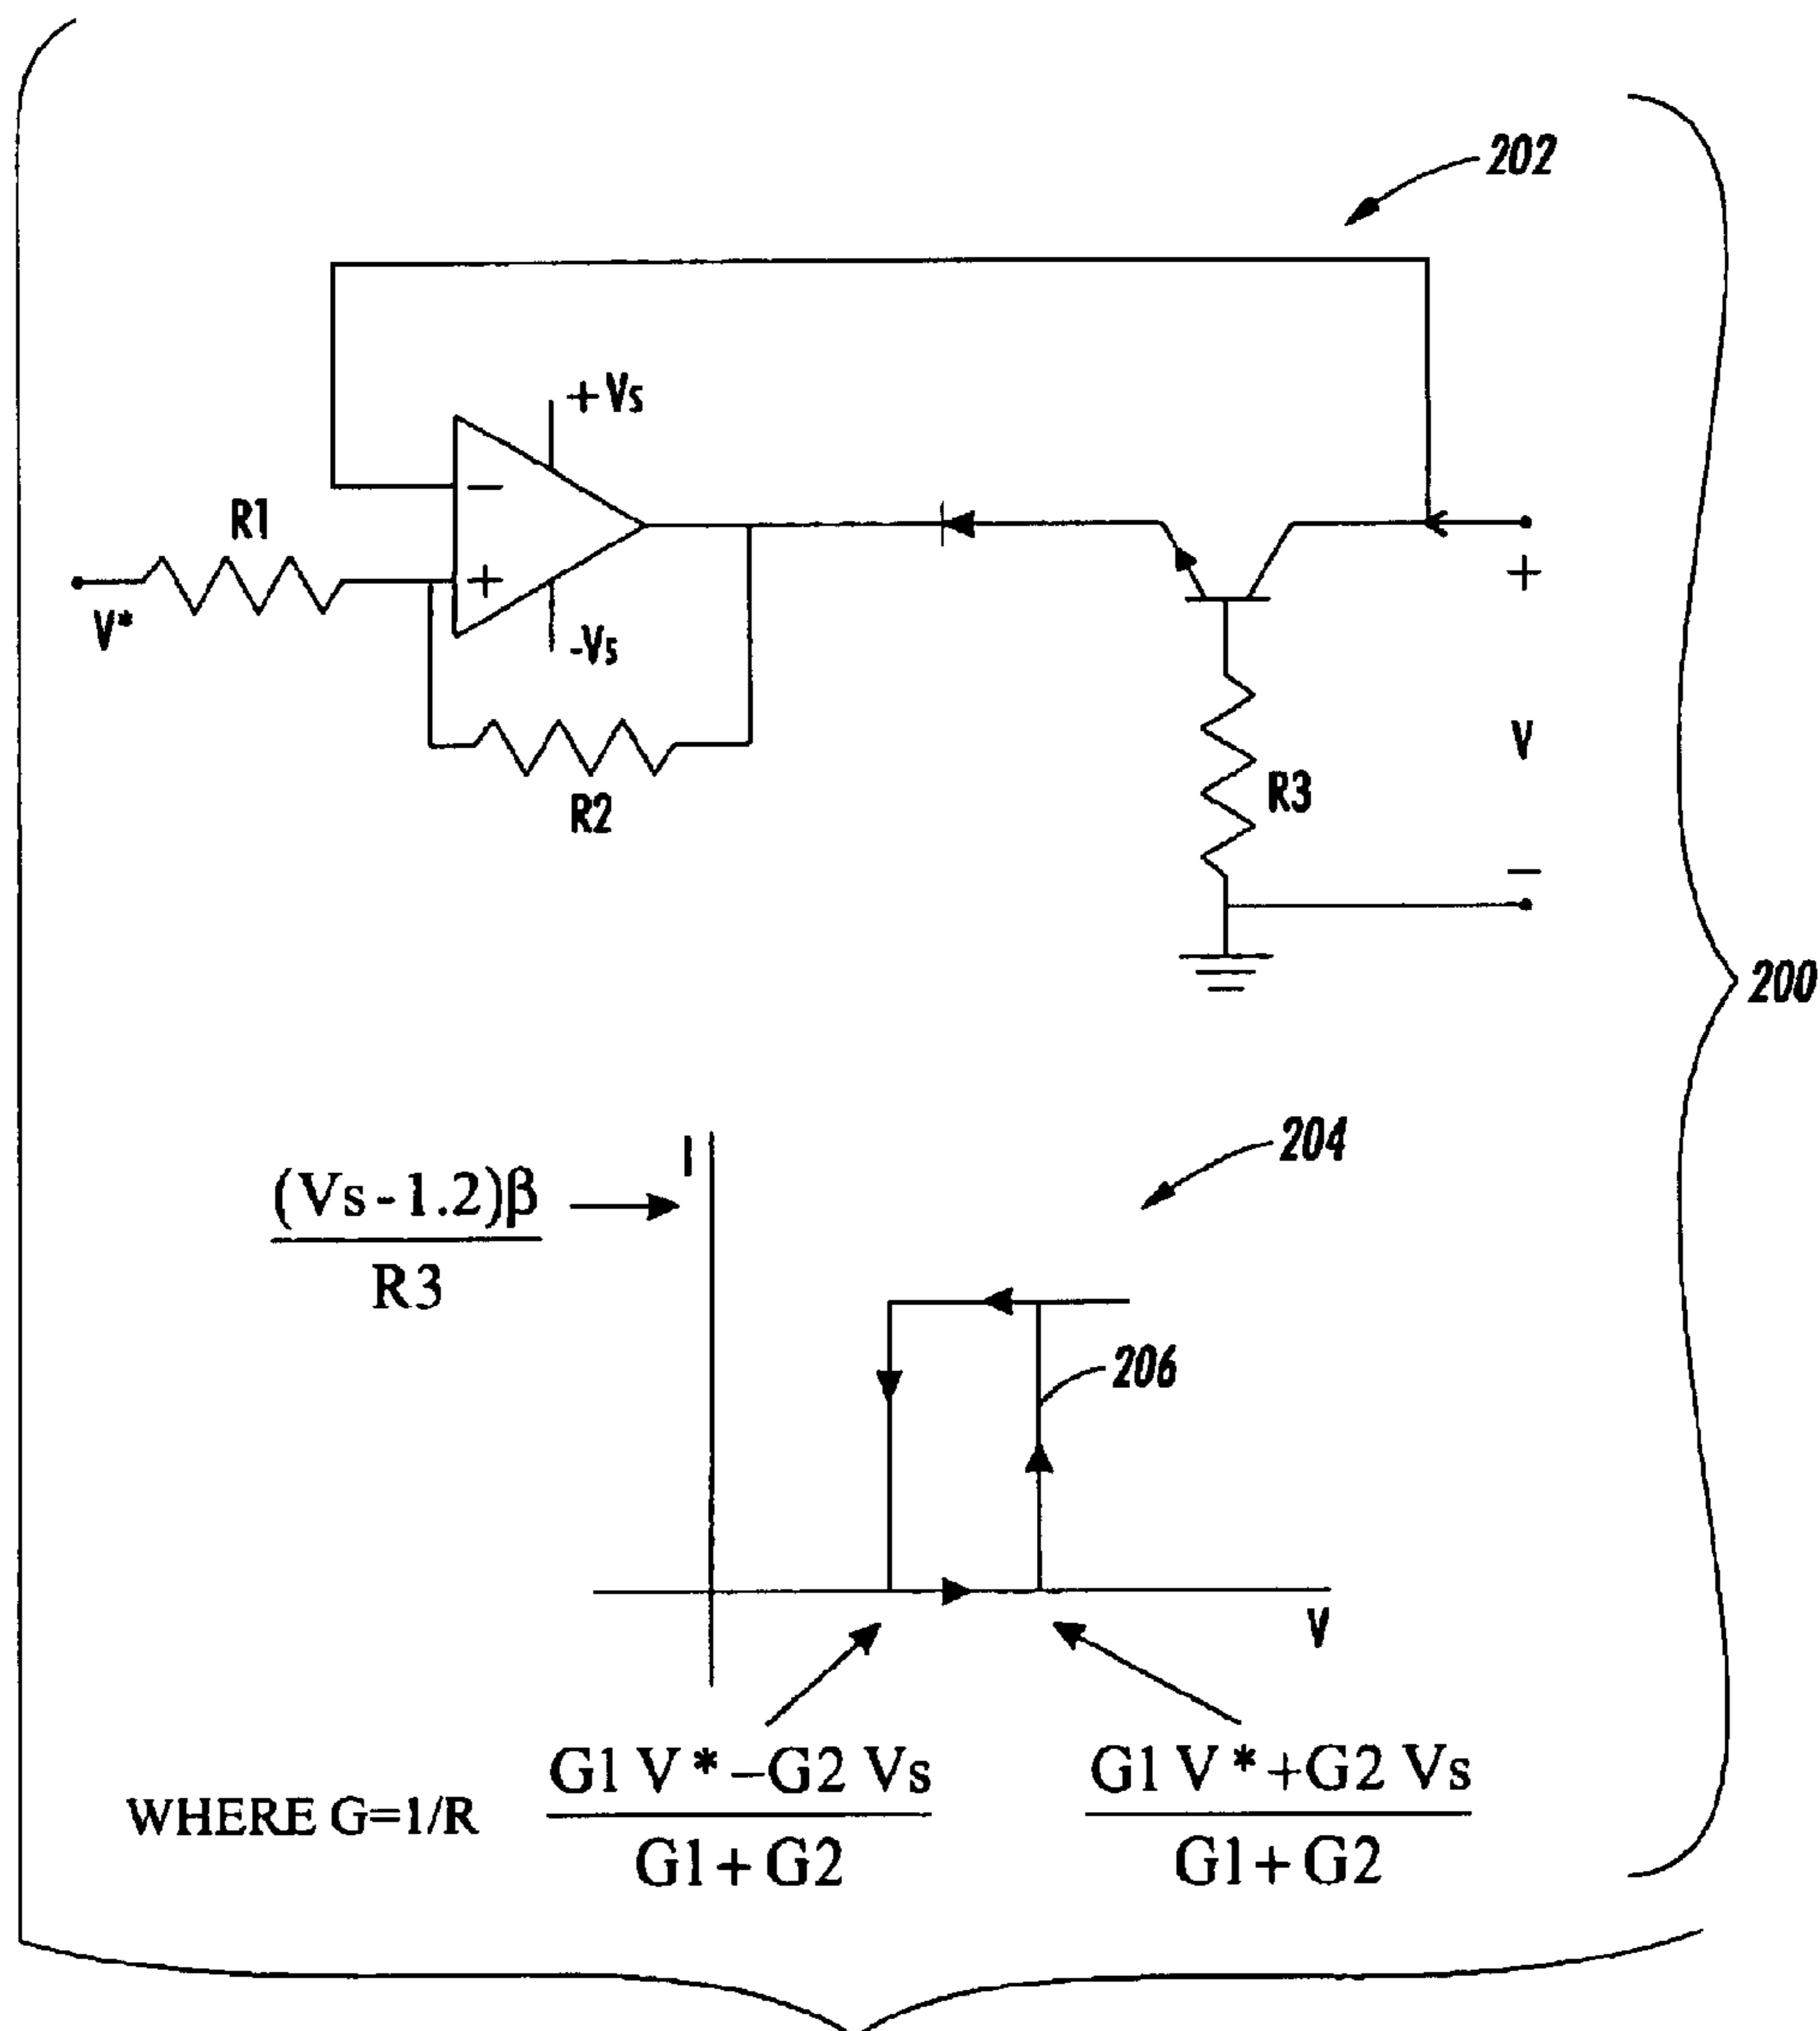 202
+Vs
−
R1
+
V*
-Vs
R2
+
V
R3
−
200
I
204
(Vs-1.2)β
R3
206
V
G1 V*−G2 Vs
G1+G2
G1 V*+G2 Vs
G1+G2
WHERE G=1/R